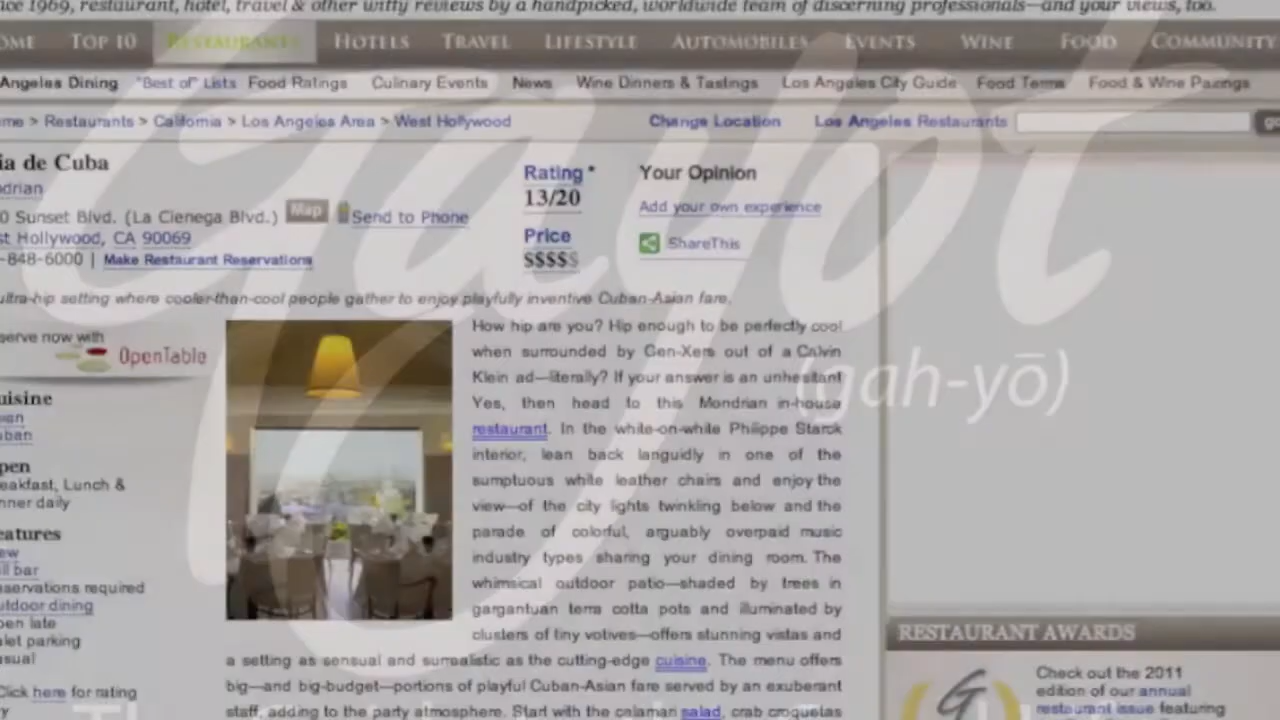 nce 1969, restaurant, hotel, travel & other witty reviews by a handpicked, worldwide team of discerning professionals—and your views, too.
OME TOP 10 RESTAURANTS HOTELS TRAVEL LIFESTYLE AUTOMOBILES EVENTS WINE FOOD COMMUNITY
Angeles Dining "Best of" Lists Food Ratings Culinary Events News Wine Dinners & Tastings Los Angeles City Guide Food Terms Food & Wine Pairings
me > Restaurants > California > Los Angeles Area > West Hollywood Change Location Los Angeles Restaurants
Gayot
(gah-yō)
ia de Cuba
drian
0 Sunset Blvd. (La Cienega Blvd.) Map Send to Phone
st Hollywood, CA 90069
-848-6000 | Make Restaurant Reservations
Rating *
13/20
Price
$$$$$
Your Opinion
Add your own experience
ShareThis
ultra-hip setting where cooler-than-cool people gather to enjoy playfully inventive Cuban-Asian fare.
serve now with
OpenTable
uisine
ian
uban
pen
eakfast, Lunch &
nner daily
eatures
ew
ll bar
servations required
utdoor dining
pen late
alet parking
sual
Click here for rating
y
How hip are you? Hip enough to be perfectly cool
when surrounded by Gen-Xers out of a Calvin
Klein ad—literally? If your answer is an unhesitant
Yes, then head to this Mondrian in-house
restaurant. In the white-on-white Philippe Starck
interior, lean back languidly in one of the
sumptuous white leather chairs and enjoy the
view—of the city lights twinkling below and the
parade of colorful, arguably overpaid music
industry types sharing your dining room. The
whimsical outdoor patio—shaded by trees in
gargantuan terra cotta pots and illuminated by
clusters of tiny votives—offers stunning vistas and
a setting as sensual and surrealistic as the cutting-edge cuisine. The menu offers
big—and big-budget—portions of playful Cuban-Asian fare served by an exuberant
staff, adding to the party atmosphere. Start with the calamari salad, crab croquetas
RESTAURANT AWARDS
G
Check out the 2011
edition of our annual
restaurant issue featuring